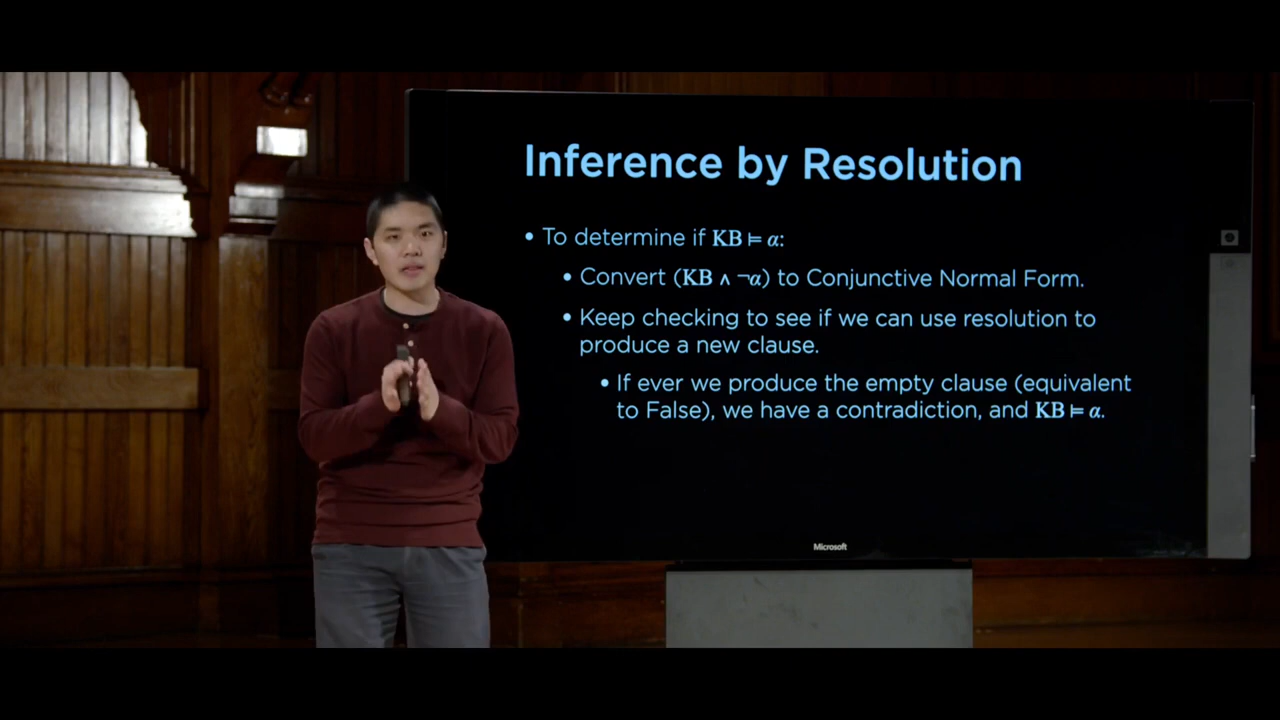 Inference by Resolution
• To determine if KB ⊨ α:
• Convert (KB ∧ ¬α) to Conjunctive Normal Form.
• Keep checking to see if we can use resolution to
produce a new clause.
• If ever we produce the empty clause (equivalent
to False), we have a contradiction, and KB ⊨ α.
Microsoft